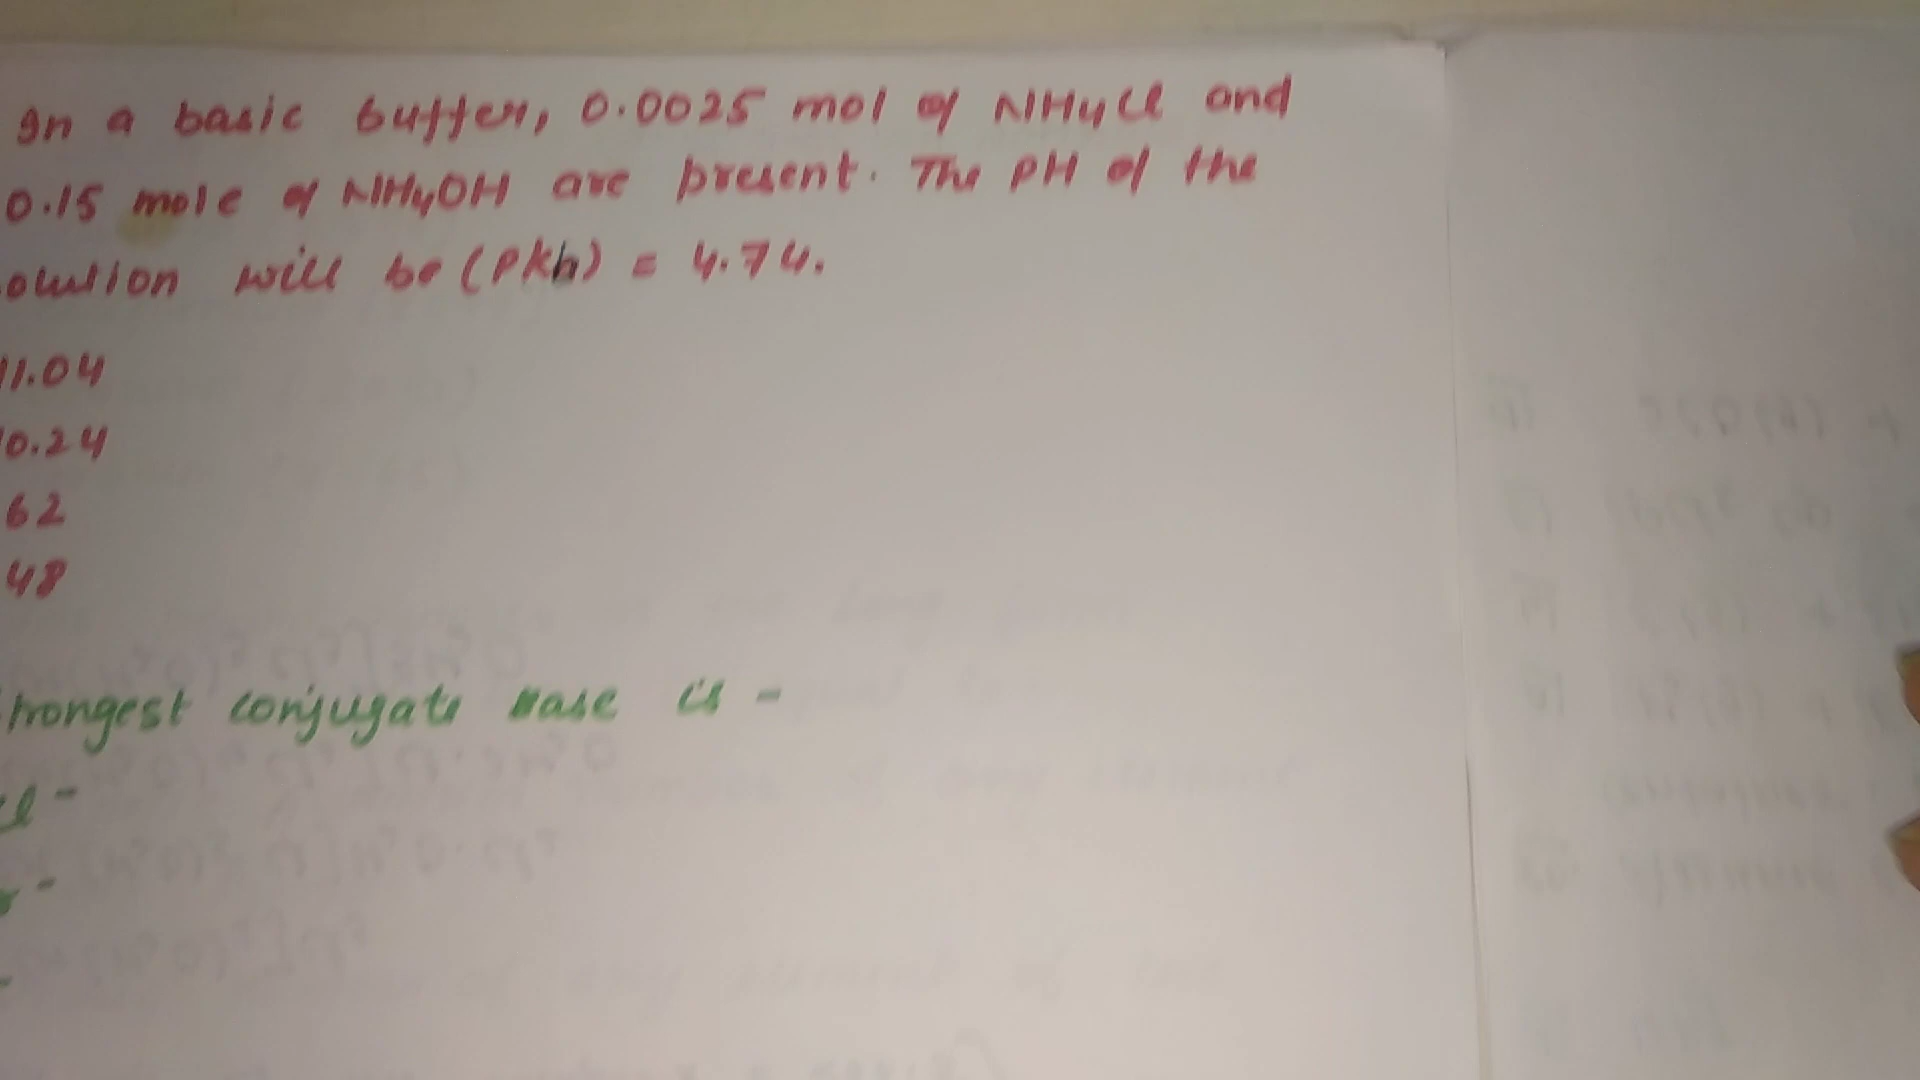 In a basic buffer, 0.0025 mol of NH4Cl and
0.15 mole of NH4OH are present. The PH of the
olution will be (PKb) = 4.74.
11.04
10.24
62
48
trongest conjugate base is -
cl-
-
-